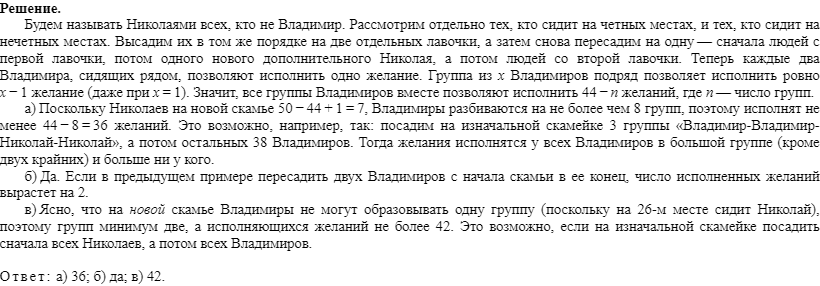 Решение.
Будем называть Николаями всех, кто не Владимир. Рассмотрим отдельно тех, кто сидит на четных местах, и тех, кто сидит на
нечетных местах. Высадим их в том же порядке на две отдельных лавочки, а затем снова пересадим на одну — сначала людей с
первой лавочки, потом одного нового дополнительного Николая, а потом людей со второй лавочки. Теперь каждые два
Владимира, сидящих рядом, позволяют исполнить одно желание. Группа из x Владимиров подряд позволяет исполнить ровно
x − 1 желание (даже при x = 1). Значит, все группы Владимиров вместе позволяют исполнить 44 − n желаний, где n — число групп.
а) Поскольку Николаев на новой скамье 50 − 44 + 1 = 7, Владимиры разбиваются на не более чем 8 групп, поэтому исполнят не
менее 44 − 8 = 36 желаний. Это возможно, например, так: посадим на изначальной скамейке 3 группы «Владимир-Владимир-
Николай-Николай», а потом остальных 38 Владимиров. Тогда желания исполнятся у всех Владимиров в большой группе (кроме
двух крайних) и больше ни у кого.
б) Да. Если в предыдущем примере пересадить двух Владимиров с начала скамьи в ее конец, число исполненных желаний
вырастет на 2.
в) Ясно, что на новой скамье Владимиры не могут образовывать одну группу (поскольку на 26-м месте сидит Николай),
поэтому групп минимум две, а исполняющихся желаний не более 42. Это возможно, если на изначальной скамейке посадить
сначала всех Николаев, а потом всех Владимиров.
Ответ: а) 36; б) да; в) 42.